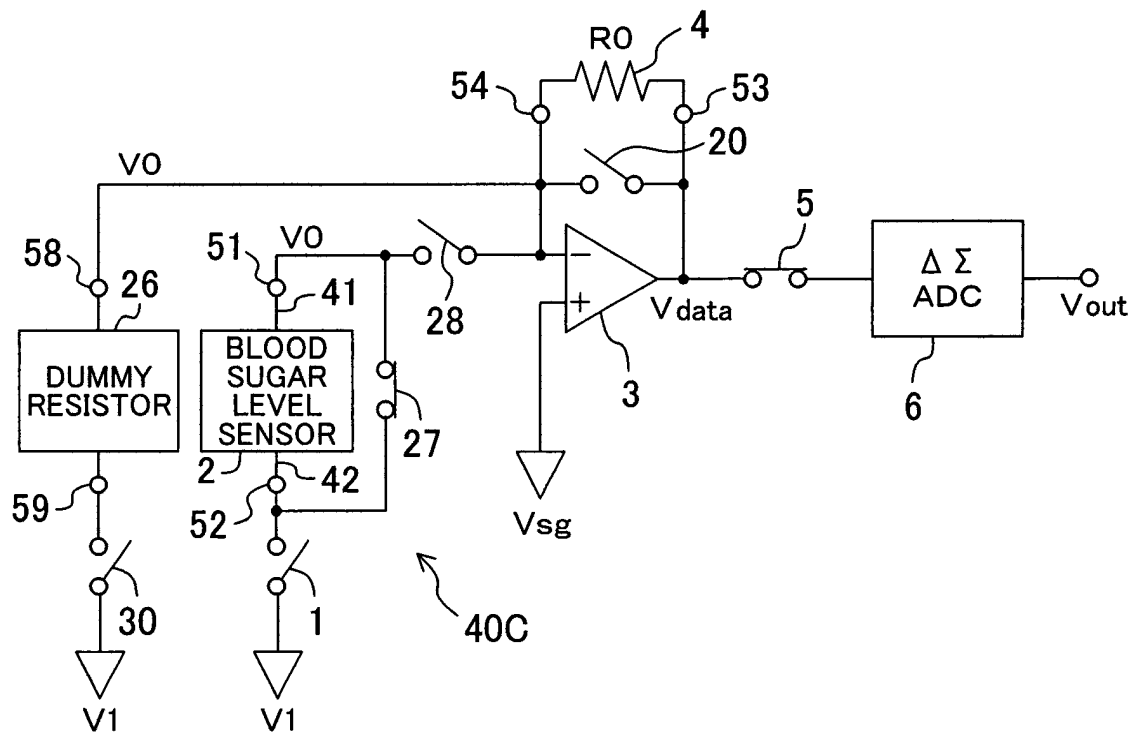 4
R0
54
53
20
V0
5
58
51
V0
26
41
28
Vdata
Δ Σ
ADC
Vout
DUMMY
RESISTOR
BLOOD
SUGAR
LEVEL
SENSOR
3
6
27
2
42
59
52
Vsg
30
1
40C
V1
V1